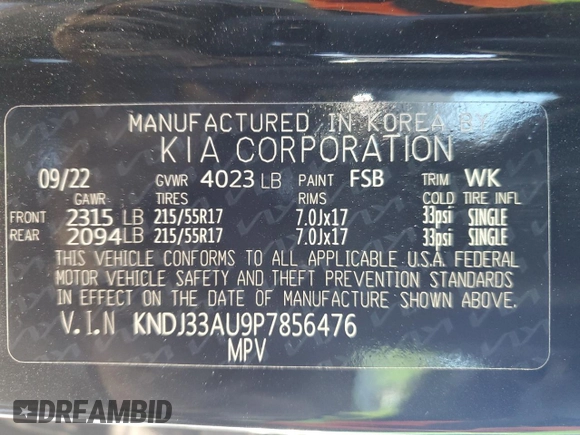 MANUFACTURED IN KOREA BY
KIA CORPORATION
09/22 GVWR 4023 LB PAINT FSB TRIM WK
GAWR TIRES RIMS COLD TIRE INFL
FRONT 2315 LB 215/55R17 7.0Jx17 33psi SINGLE
REAR 2094 LB 215/55R17 7.0Jx17 33psi SINGLE
THIS VEHICLE CONFORMS TO ALL APPLICABLE U.S.A. FEDERAL
MOTOR VEHICLE SAFETY AND THEFT PREVENTION STANDARDS
IN EFFECT ON THE DATE OF MANUFACTURE SHOWN ABOVE.
V.I.N KNDJ33AU9P7856476
MPV
DREAMBID